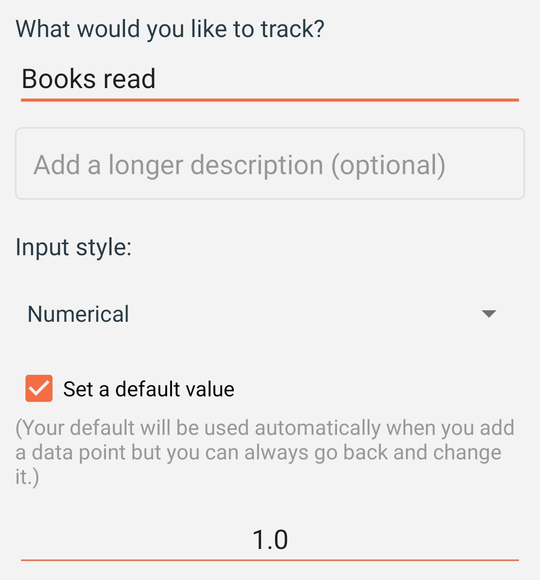 What would you like to track?
Books read
Add a longer description (optional)
Input style:
Numerical
Set a default value
(Your default will be used automatically when you add
a data point but you can always go back and change
it.)
1.0